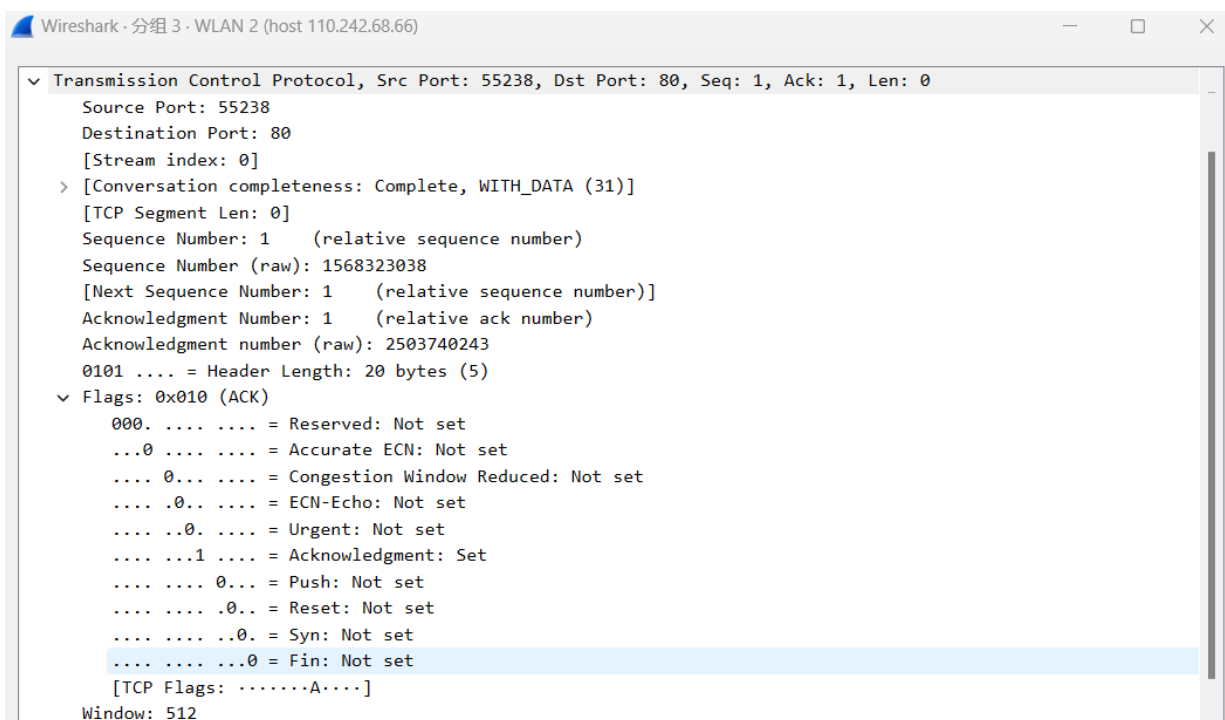 Wireshark · 分组 3 · WLAN 2 (host 110.242.68.66)
Transmission Control Protocol, Src Port: 55238, Dst Port: 80, Seq: 1, Ack: 1, Len: 0
Source Port: 55238
Destination Port: 80
[Stream index: 0]
[Conversation completeness: Complete, WITH_DATA (31)]
[TCP Segment Len: 0]
Sequence Number: 1    (relative sequence number)
Sequence Number (raw): 1568323038
[Next Sequence Number: 1    (relative sequence number)]
Acknowledgment Number: 1    (relative ack number)
Acknowledgment number (raw): 2503740243
0101 .... = Header Length: 20 bytes (5)
Flags: 0x010 (ACK)
000. .... .... = Reserved: Not set
...0 .... .... = Accurate ECN: Not set
.... 0... .... = Congestion Window Reduced: Not set
.... .0.. .... = ECN-Echo: Not set
.... ..0. .... = Urgent: Not set
.... ...1 .... = Acknowledgment: Set
.... .... 0... = Push: Not set
.... .... .0.. = Reset: Not set
.... .... ..0. = Syn: Not set
.... .... ...0 = Fin: Not set
[TCP Flags: ·······A····]
Window: 512